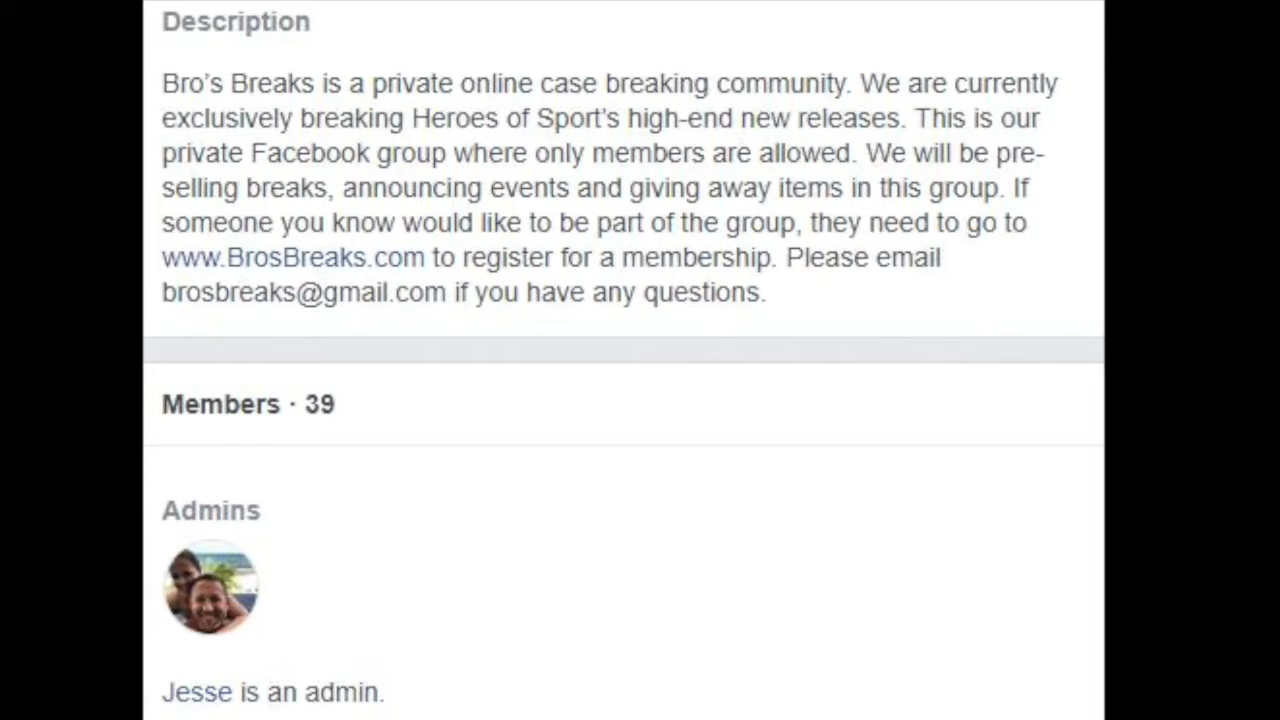 Description
Bro’s Breaks is a private online case breaking community. We are currently
exclusively breaking Heroes of Sport’s high-end new releases. This is our
private Facebook group where only members are allowed. We will be pre-
selling breaks, announcing events and giving away items in this group. If
someone you know would like to be part of the group, they need to go to
www.BrosBreaks.com to register for a membership. Please email
brosbreaks@gmail.com if you have any questions.
Members · 39
Admins
Jesse is an admin.